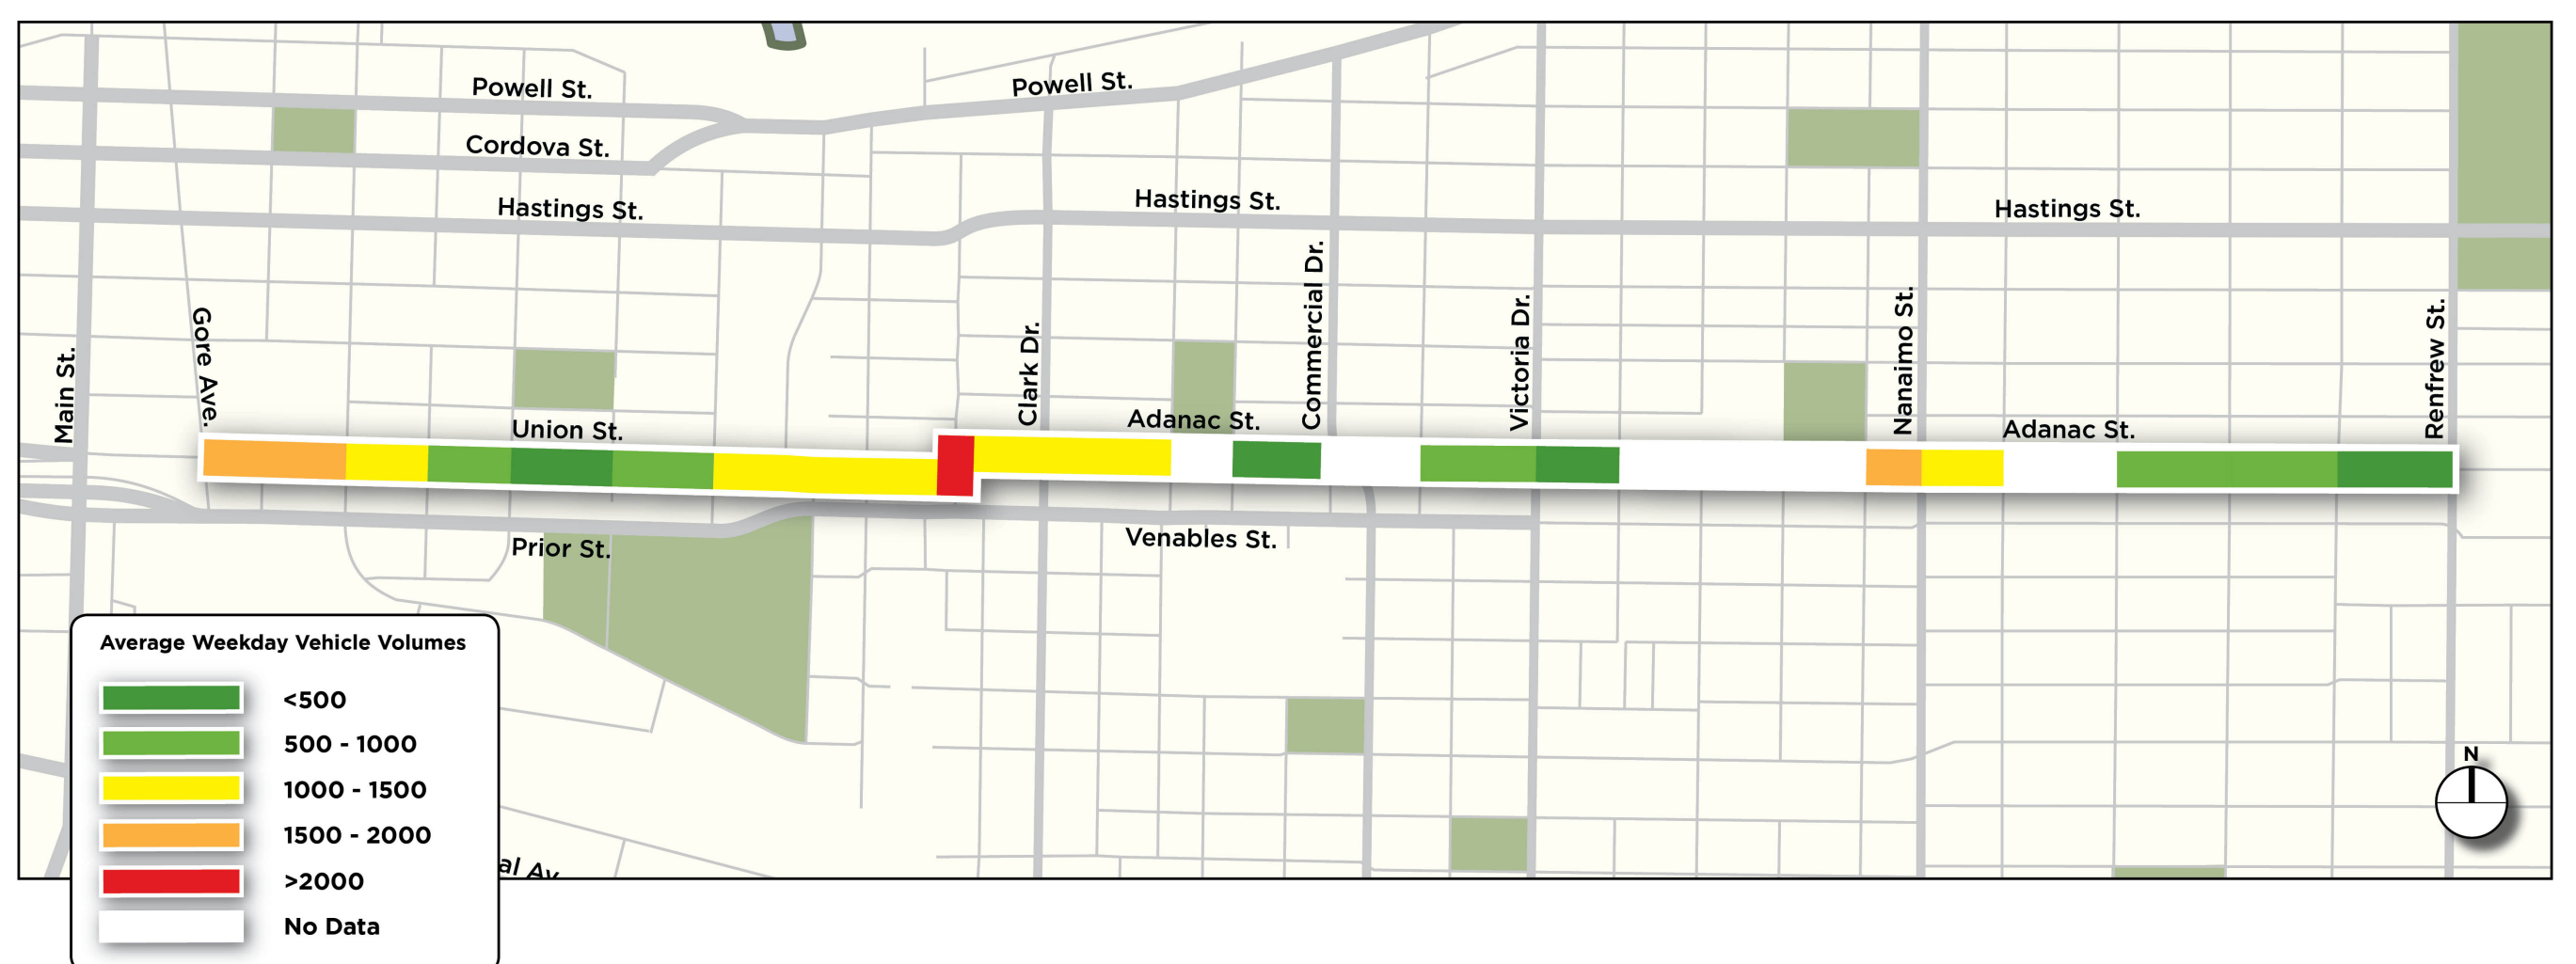 Powell St.
Powell St.
Cordova St.
Hastings St.
Hastings St.
Hastings St.
Main St.
Gore Ave.
Clark Dr.
Commercial Dr.
Victoria Dr.
Nanaimo St.
Renfrew St.
Union St.
Adanac St.
Adanac St.
Prior St.
Venables St.
Average Weekday Vehicle Volumes
<500
500 - 1000
1000 - 1500
1500 - 2000
>2000
No Data
al Av
N